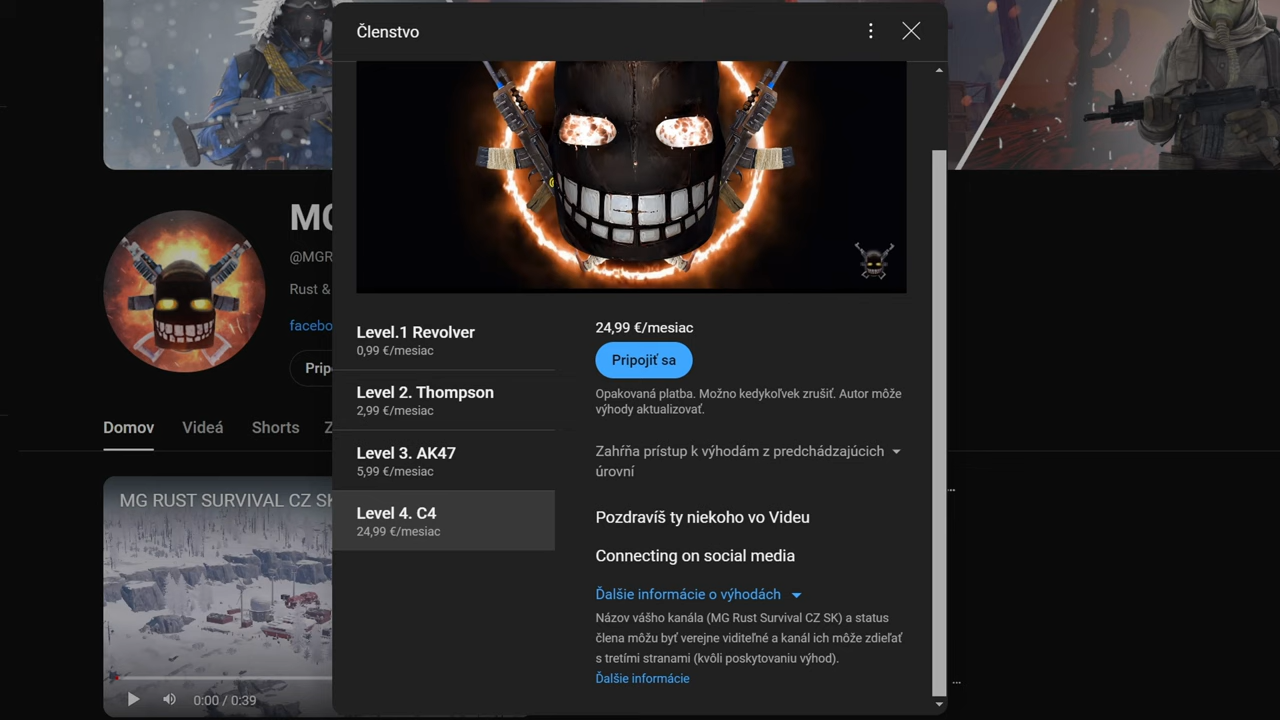 Členstvo
MG
@MGR
Rust &
facebo
Prip
Domov
Videá
Shorts
Z
MG RUST SURVIVAL CZ SK
0:00 / 0:39
Level.1 Revolver
0,99 €/mesiac
Level 2. Thompson
2,99 €/mesiac
Level 3. AK47
5,99 €/mesiac
Level 4. C4
24,99 €/mesiac
24,99 €/mesiac
Pripojiť sa
Opakovaná platba. Možno kedykoľvek zrušiť. Autor môže
výhody aktualizovať.
Zahŕňa prístup k výhodám z predchádzajúcich
úrovní
Pozdravíš ty niekoho vo Videu
Connecting on social media
Ďalšie informácie o výhodách
Názov vášho kanála (MG Rust Survival CZ SK) a status
člena môžu byť verejne viditeľné a kanál ich môže zdieľať
s tretími stranami (kvôli poskytovaniu výhod).
Ďalšie informácie
...
...